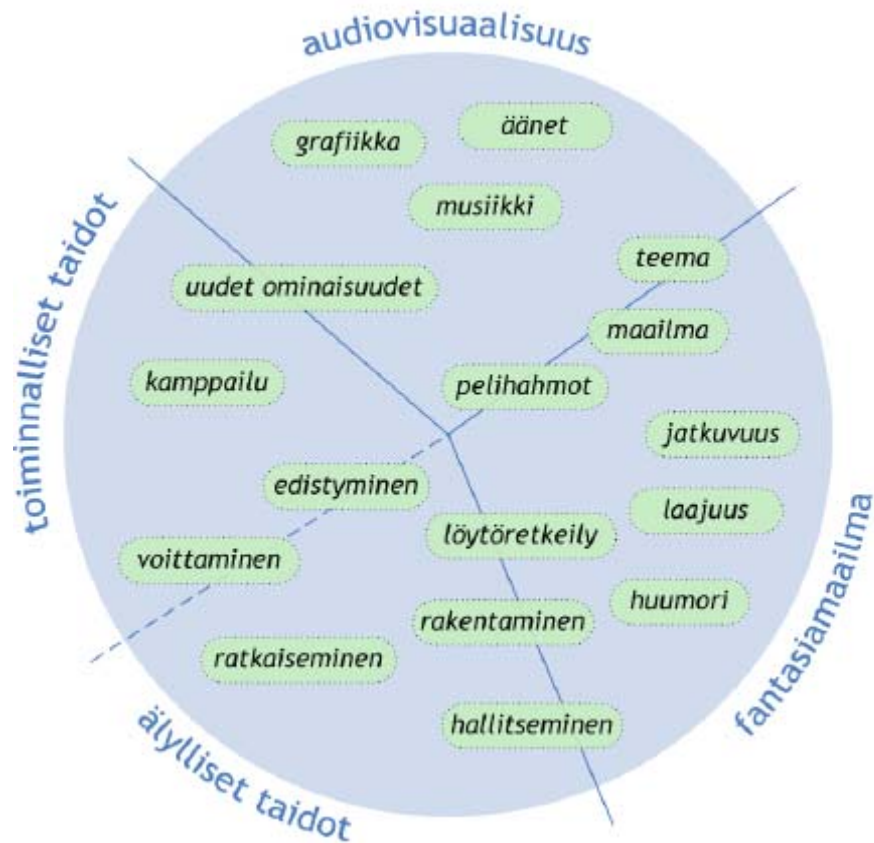 audiovisuaalisuus
äänet
grafiikka
musiikki
teema
uudet ominaisuudet
maailma
toiminnalliset taidot
kamppailu
pelihahmot
jatkuvuus
edistyminen
laajuus
löytöretkeily
voittaminen
huumori
rakentaminen
ratkaiseminen
fantasiamaailma
hallitseminen
älylliset taidot